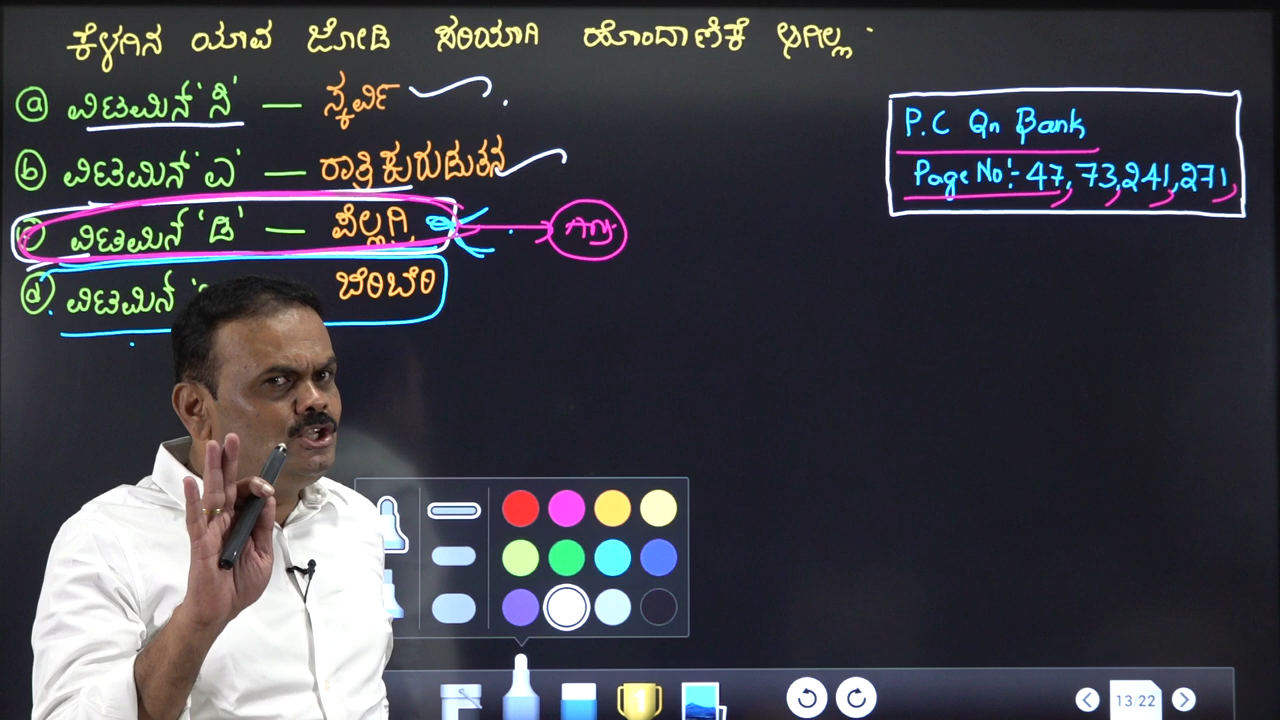 ಕೆಳಗಿನ ಯಾವ ಜೋಡಿ ಸರಿಯಾಗಿ ಹೊಂದಾಣಿಕೆ ಆಗಿಲ್ಲ
ⓐ ವಿಟಮಿನ್ 'ಸಿ' — ಸ್ಕರ್ವಿ
ⓑ ವಿಟಮಿನ್ 'ಎ' — ರಾತ್ರಿ ಕುರುಡುತನ
ವಿಟಮಿನ್ 'ಡಿ' — ಪೆಲ್ಲಗ್ರ Ans
ⓓ ವಿಟಮಿನ್ ಬೆರಿಬೆರಿ
P.C Qn Bank
Page No:- 47, 73, 241, 271,
13/22